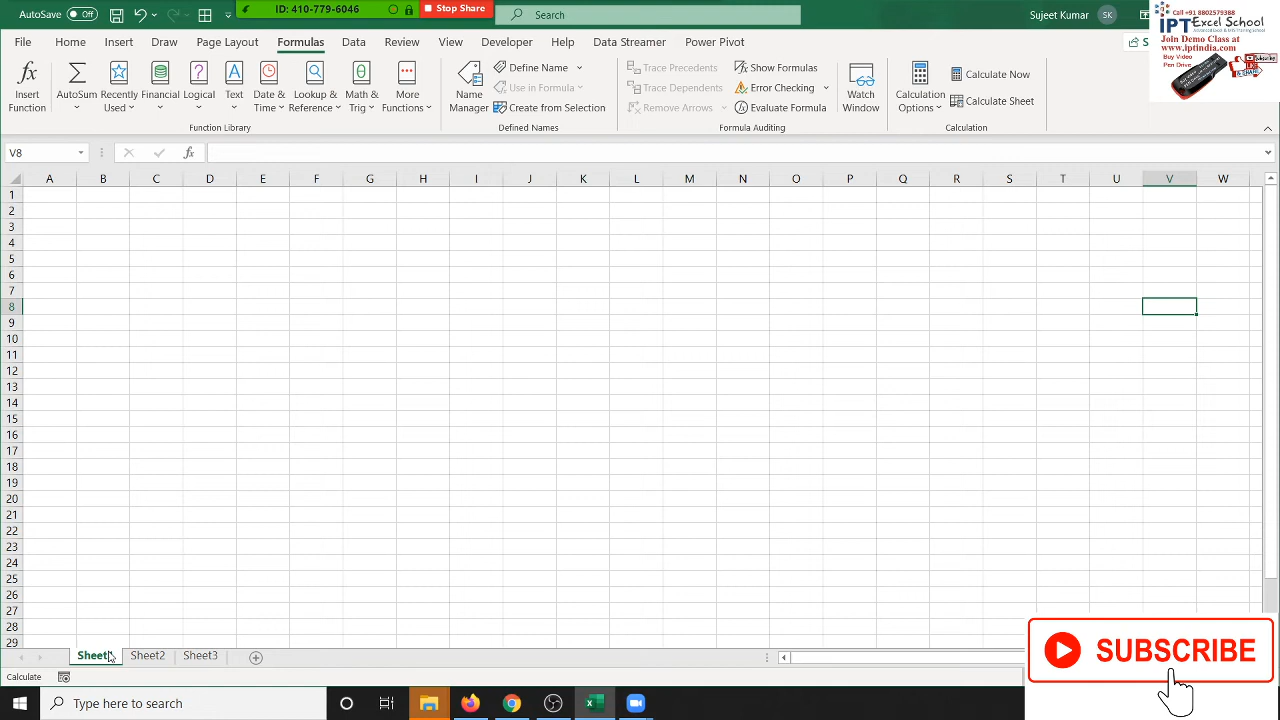 AutoSave Off ID: 410-779-6046 Stop Share Search Sujeet Kumar SK
File Home Insert Draw Page Layout Formulas Data Review View Developer Help Data Streamer Power Pivot
Insert Function
AutoSum
Recently Used
Financial
Logical
Text
Date & Time
Lookup & Reference
Math & Trig
More Functions
Function Library
Name Manager
Define Name
Use in Formula
Create from Selection
Defined Names
Trace Precedents
Trace Dependents
Remove Arrows
Show Formulas
Error Checking
Evaluate Formula
Formula Auditing
Watch Window
Calculation Options
Calculate Now
Calculate Sheet
Calculation
Call +91 8802579388
IPT Excel School
Join Demo Class at
www.iptindia.com
Buy Video
Pen Drive
V8 fx
A B C D E F G H I J K L M N O P Q R S T U V W
1
2
3
4
5
6
7
8
9
10
11
12
13
14
15
16
17
18
19
20
21
22
23
24
25
26
27
28
29
SUBSCRIBE
Sheet Sheet2 Sheet3
Calculate
Type here to search